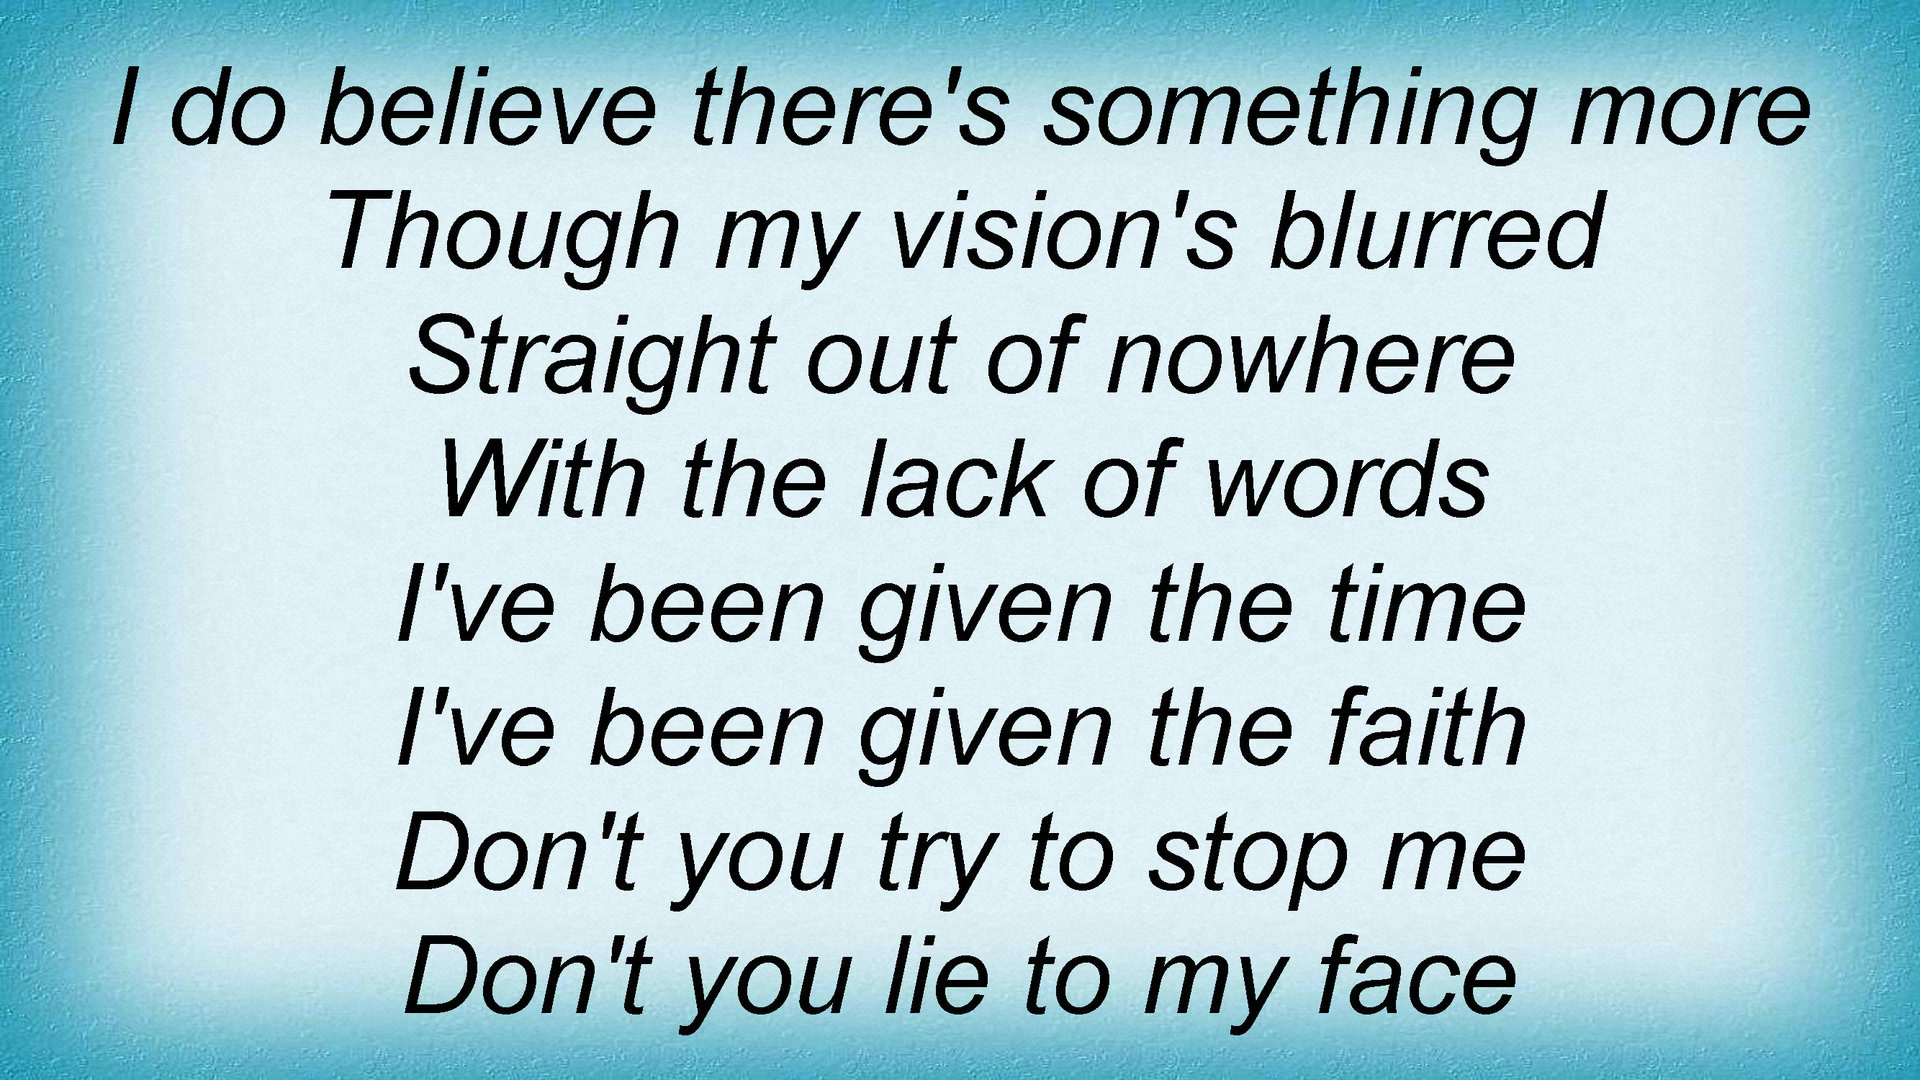 I do believe there's something more
Though my vision's blurred
Straight out of nowhere
With the lack of words
I've been given the time
I've been given the faith
Don't you try to stop me
Don't you lie to my face